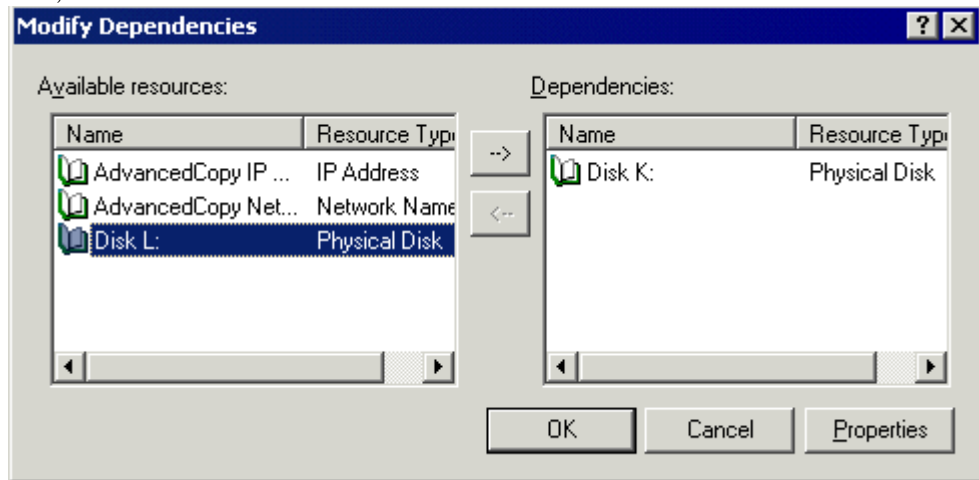 Modify Dependencies
Available resources:
Dependencies:
Name Resource Typ
AdvancedCopy IP ... IP Address
AdvancedCopy Net... Network Name
Disk L: Physical Disk
-->
<--
Name Resource Typ
Disk K: Physical Disk
OK Cancel Properties